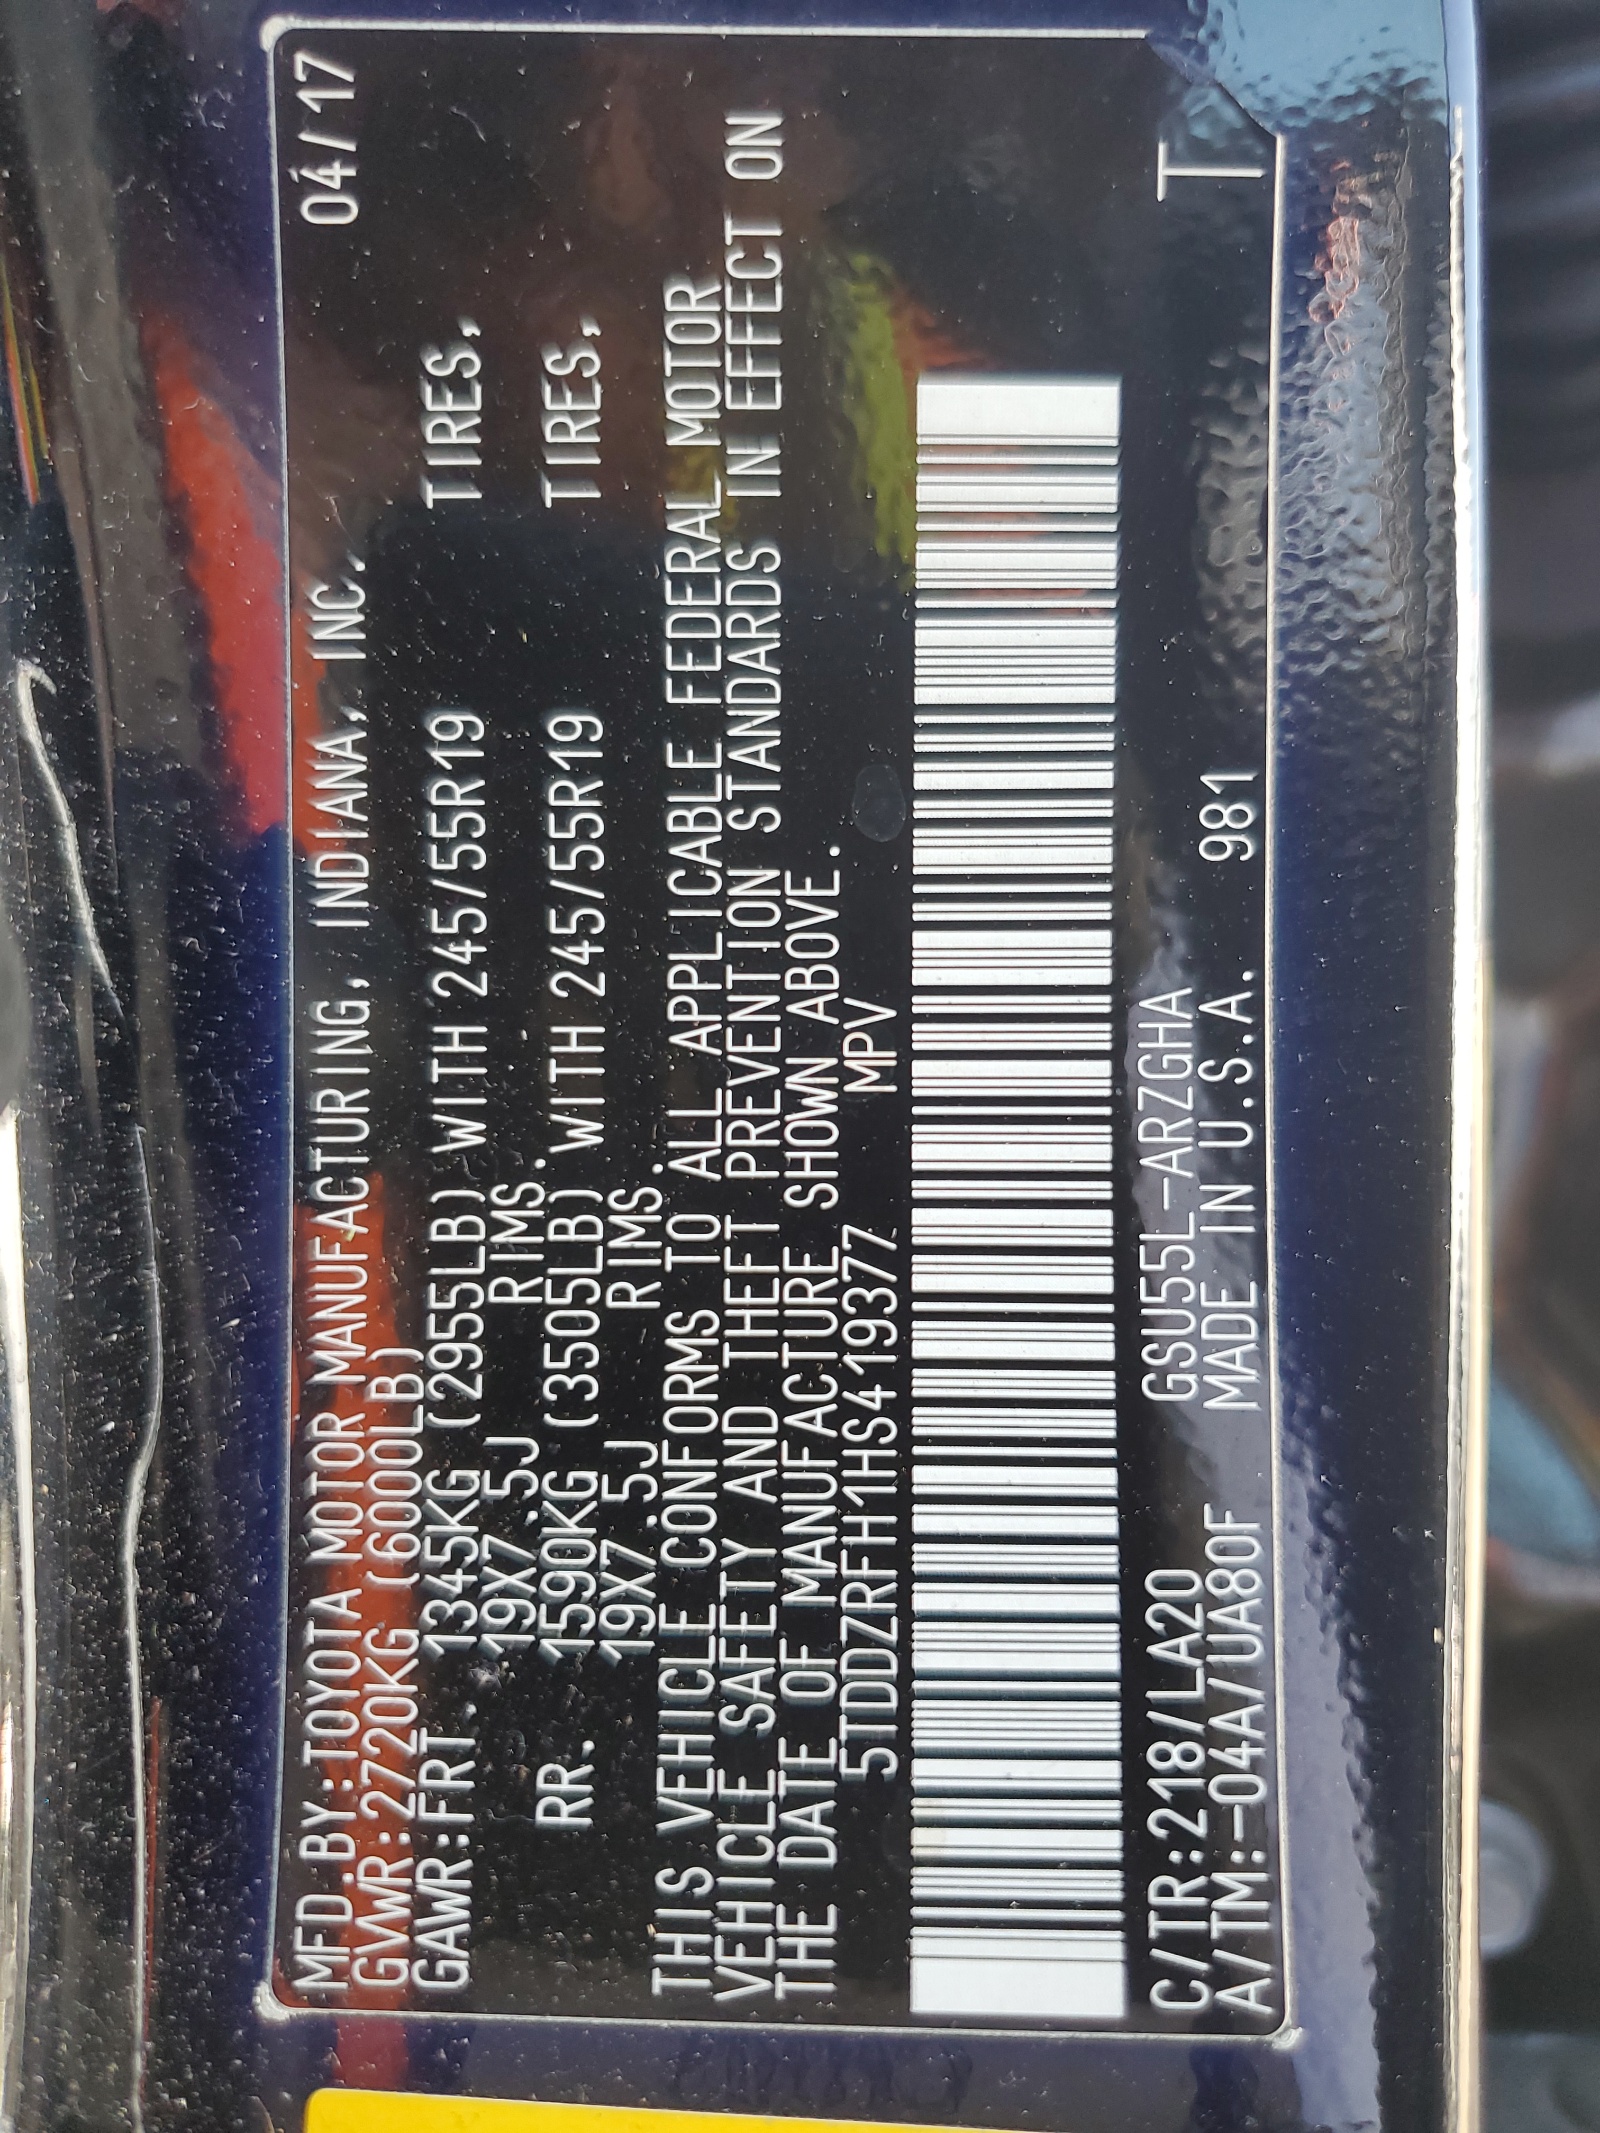 MFD.BY:TOYOTA MOTOR MANUFACTURING, INDIANA, INC. 04/17
GVWR:2720KG (6000LB)
GAWR:FRT. 1345KG (2955LB) WITH 245/55R19 TIRES,
19X7.5J RIMS.
RR. 1590KG (3505LB) WITH 245/55R19 TIRES,
19X7.5J RIMS.
THIS VEHICLE CONFORMS TO ALL APPLICABLE FEDERAL MOTOR
VEHICLE SAFETY AND THEFT PREVENTION STANDARDS IN EFFECT ON
THE DATE OF MANUFACTURE SHOWN ABOVE.
5TDDZRFH1HS419377 MPV
C/TR:218/LA20 GSU55L-ARZGHA
A/TM:-04A/UA80F MADE IN U.S.A. 981 T